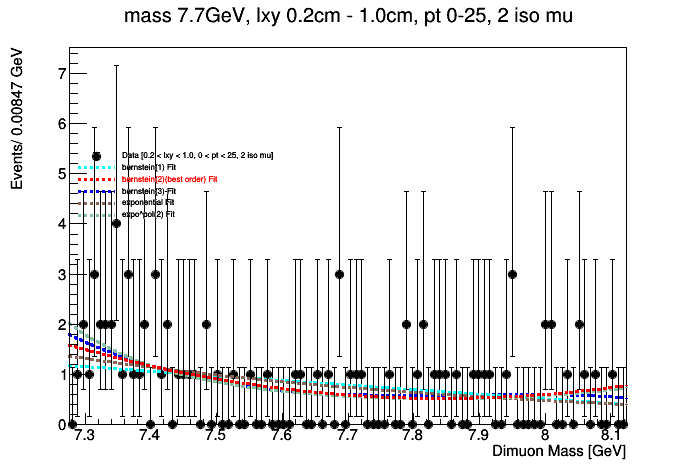 mass 7.7GeV, lxy 0.2cm - 1.0cm, pt 0-25, 2 iso mu
Events/ 0.00847 GeV
7
6
5
4
3
2
1
0
Data [0.2 < lxy < 1.0, 0 < pt < 25, 2 iso mu]
bernstein(1) Fit
bernstein(2)(best order) Fit
bernstein(3) Fit
exponential Fit
expo*pol(2) Fit
7.3 7.4 7.5 7.6 7.7 7.8 7.9 8 8.1
Dimuon Mass [GeV]